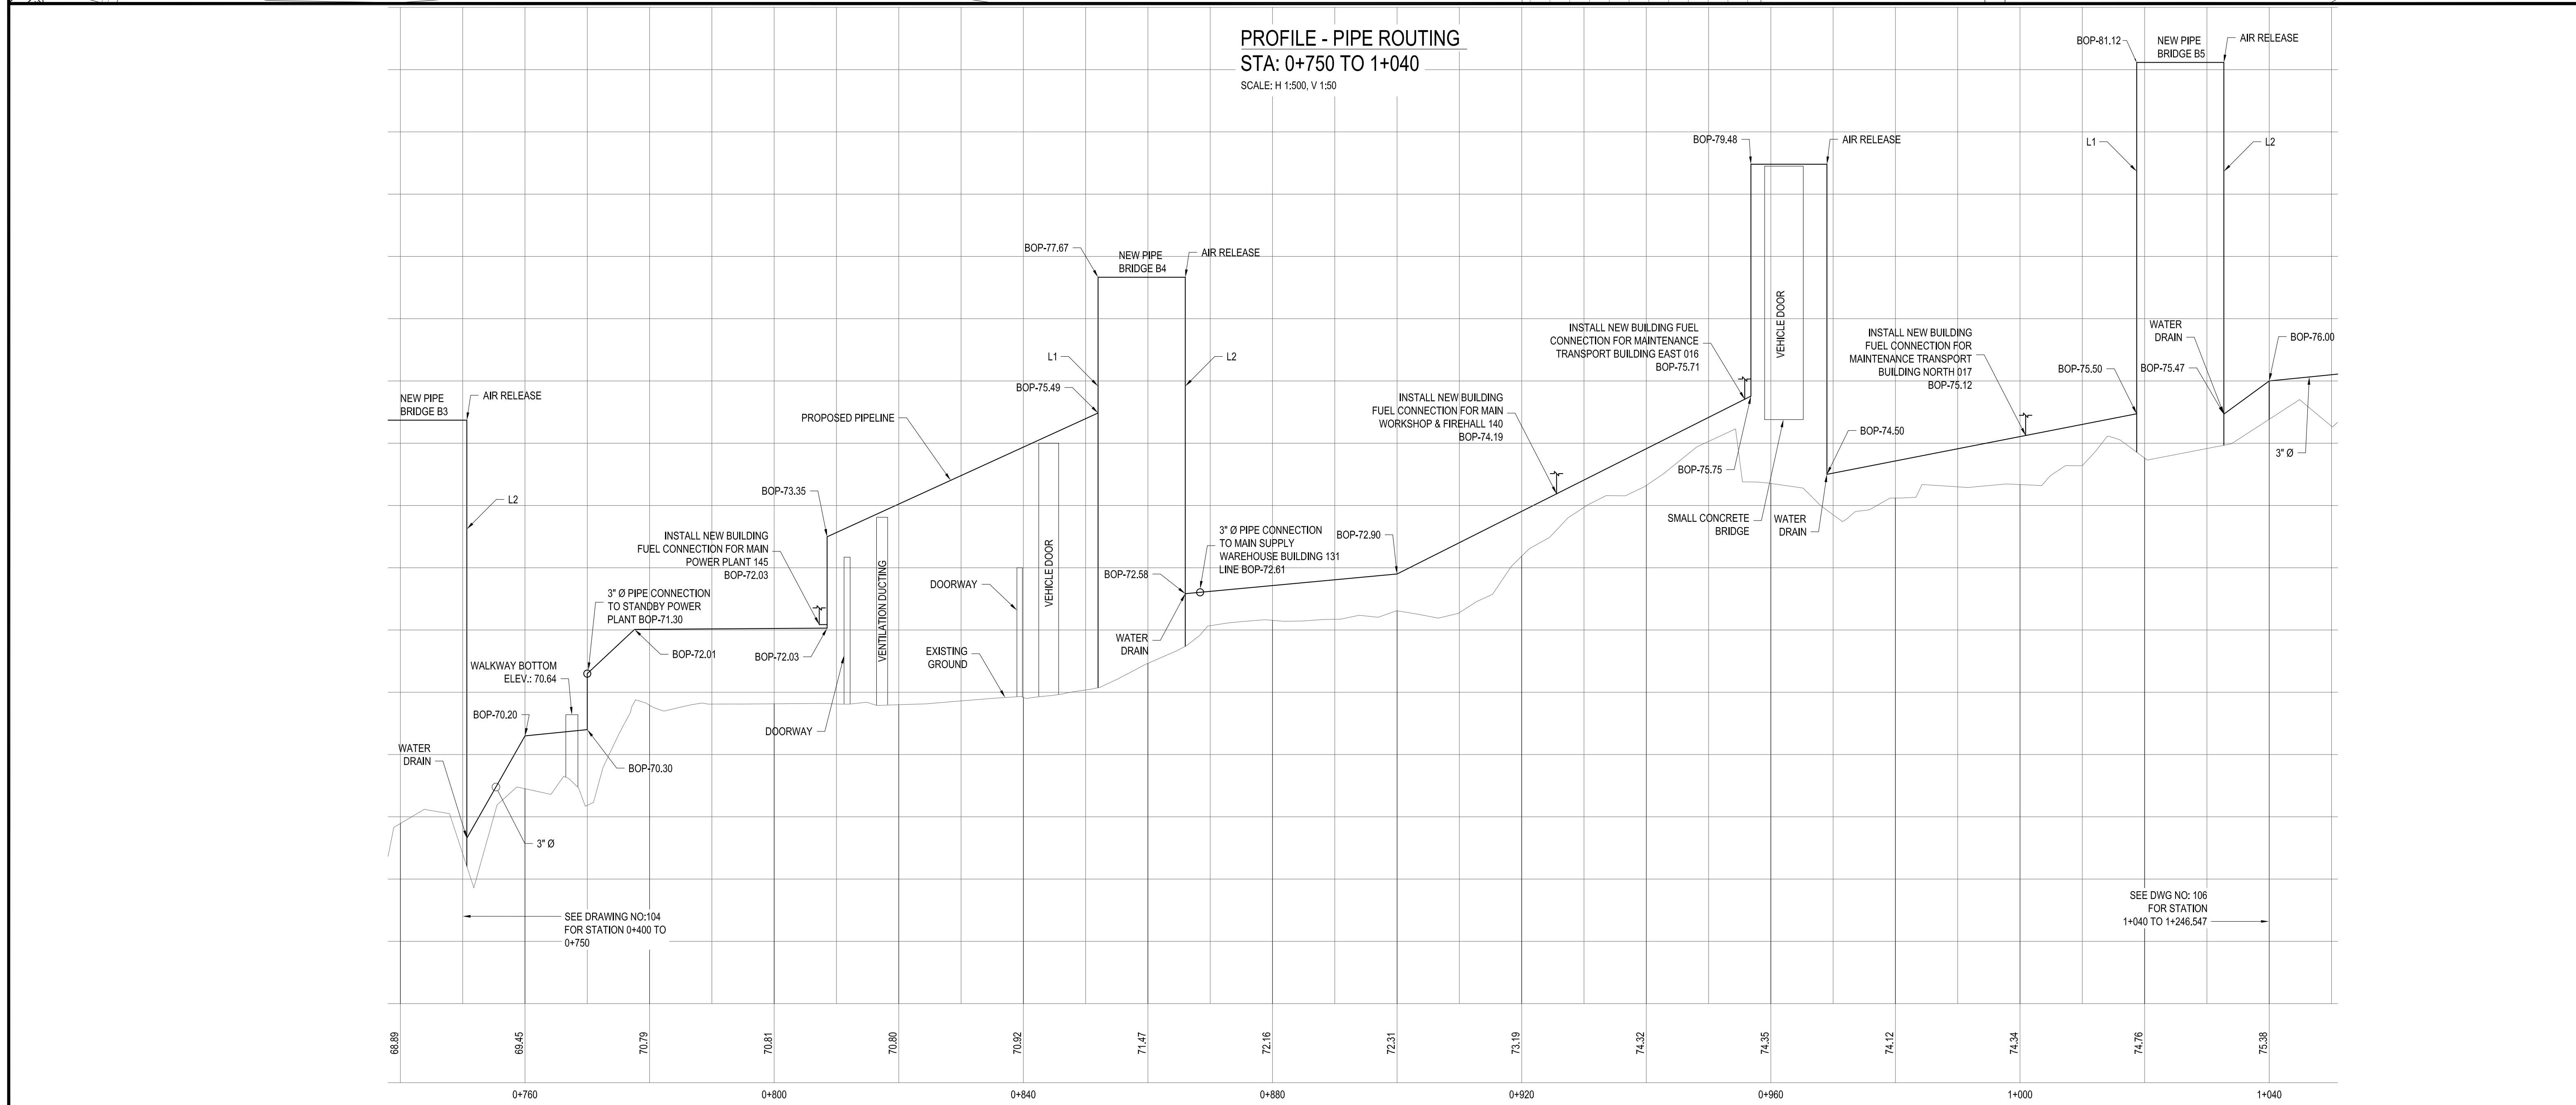 PROFILE - PIPE ROUTING
STA: 0+750 TO 1+040
SCALE: H 1:500, V 1:50
NEW PIPE
BRIDGE B3
AIR RELEASE
L2
WATER
DRAIN
BOP-70.20
WALKWAY BOTTOM
ELEV.: 70.64
3" Ø
BOP-70.30
3" Ø PIPE CONNECTION
TO STANDBY POWER
PLANT BOP-71.30
BOP-72.01
INSTALL NEW BUILDING
FUEL CONNECTION FOR MAIN
POWER PLANT 145
BOP-72.03
BOP-72.03
BOP-73.35
DOORWAY
VENTILATION DUCTING
PROPOSED PIPELINE
EXISTING
GROUND
DOORWAY
VEHICLE DOOR
BOP-77.67
NEW PIPE
BRIDGE B4
AIR RELEASE
L1
L2
BOP-75.49
BOP-72.58
WATER
DRAIN
3" Ø PIPE CONNECTION
TO MAIN SUPPLY
WAREHOUSE BUILDING 131
LINE BOP-72.61
BOP-72.90
INSTALL NEW BUILDING
FUEL CONNECTION FOR MAIN
WORKSHOP & FIREHALL 140
BOP-74.19
INSTALL NEW BUILDING FUEL
CONNECTION FOR MAINTENANCE
TRANSPORT BUILDING EAST 016
BOP-75.71
BOP-75.75
BOP-79.48
AIR RELEASE
VEHICLE DOOR
SMALL CONCRETE
BRIDGE
WATER
DRAIN
BOP-74.50
INSTALL NEW BUILDING
FUEL CONNECTION FOR
MAINTENANCE TRANSPORT
BUILDING NORTH 017
BOP-75.12
BOP-75.50
BOP-81.12
NEW PIPE
BRIDGE B5
AIR RELEASE
L1
L2
WATER
DRAIN
BOP-75.47
BOP-76.00
3" Ø
SEE DRAWING NO:104
FOR STATION 0+400 TO
0+750
SEE DWG NO: 106
FOR STATION
1+040 TO 1+246.547
68.89
69.45
70.79
70.81
70.80
70.92
71.47
72.16
72.31
73.19
74.32
74.35
74.12
74.34
74.76
75.38
0+760
0+800
0+840
0+880
0+920
0+960
1+000
1+040